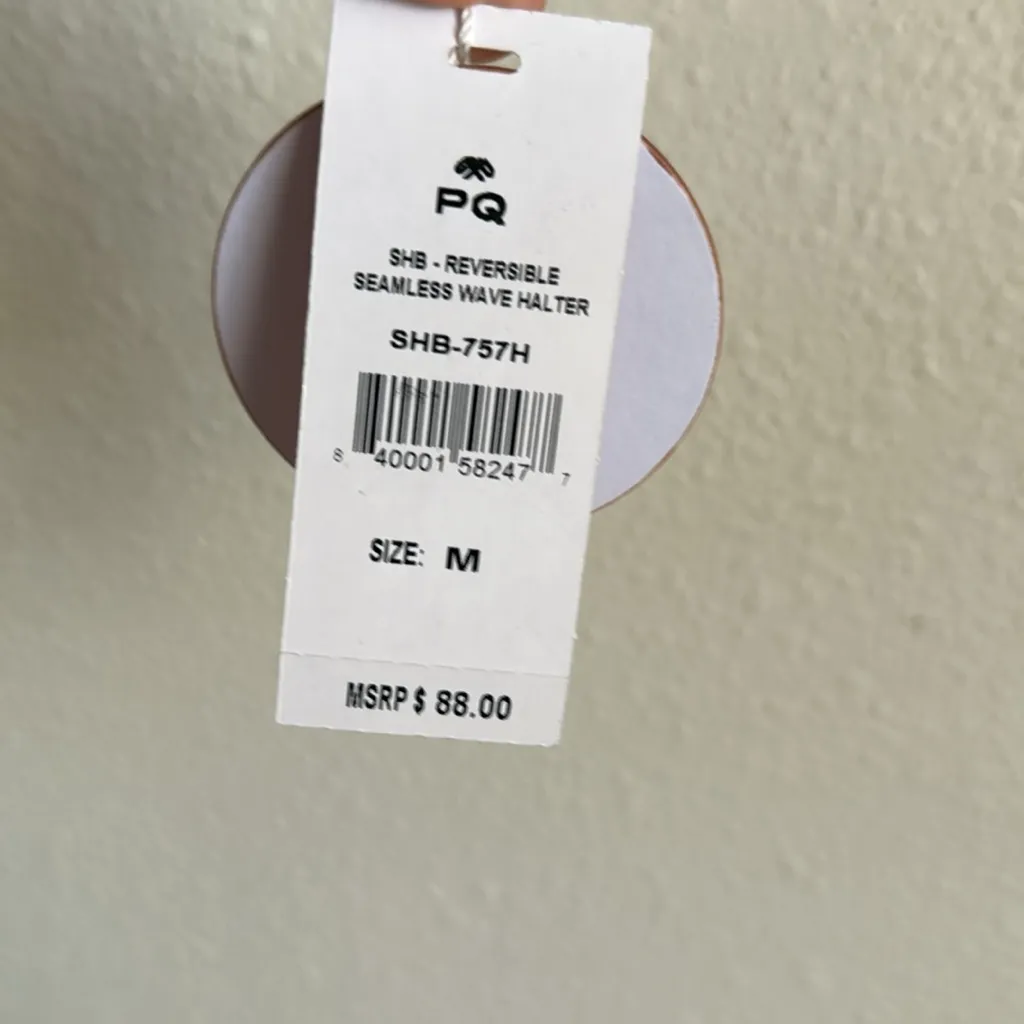 PQ
SHB - REVERSIBLE
SEAMLESS WAVE HALTER
SHB-757H
8 40001 58247 7
SIZE: M
MSRP $ 88.00